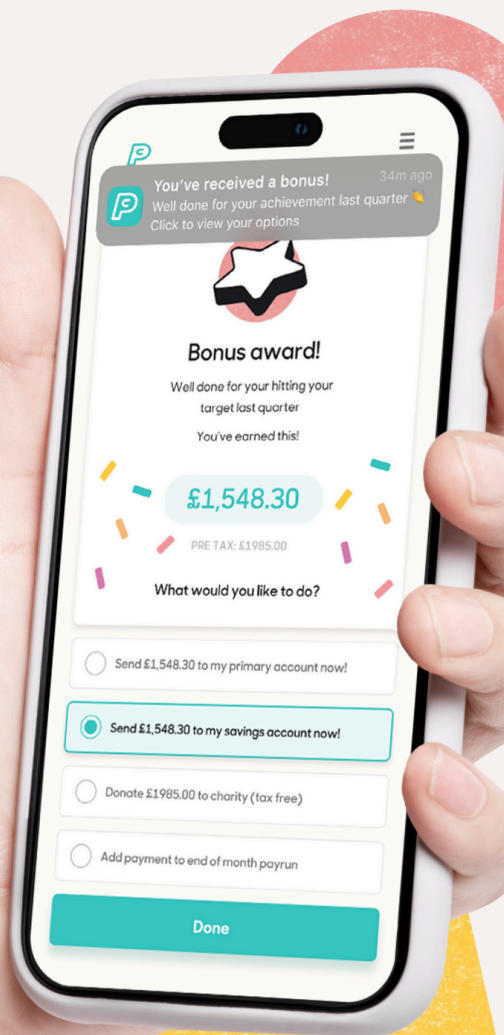 You've received a bonus!
34m ago
Well done for your achievement last quarter 👏
Click to view your options
Bonus award!
Well done for your hitting your
target last quarter
You've earned this!
£1,548.30
PRE TAX: £1985.00
What would you like to do?
Send £1,548.30 to my primary account now!
Send £1,548.30 to my savings account now!
Donate £1985.00 to charity (tax free)
Add payment to end of month payrun
Done